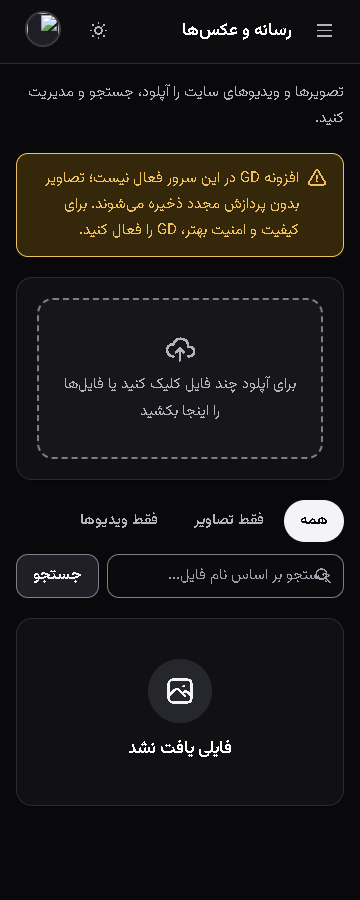 رسانه و عکس‌ها
تصویرها و ویدیوهای سایت را آپلود، جستجو و مدیریت
کنید.
افزونه GD در این سرور فعال نیست؛ تصاویر
بدون پردازش مجدد ذخیره می‌شوند. برای
کیفیت و امنیت بهتر، GD را فعال کنید.
برای آپلود چند فایل کلیک کنید یا فایل‌ها
را اینجا بکشید
همه
فقط تصاویر
فقط ویدیوها
جستجو بر اساس نام فایل...
جستجو
فایلی یافت نشد